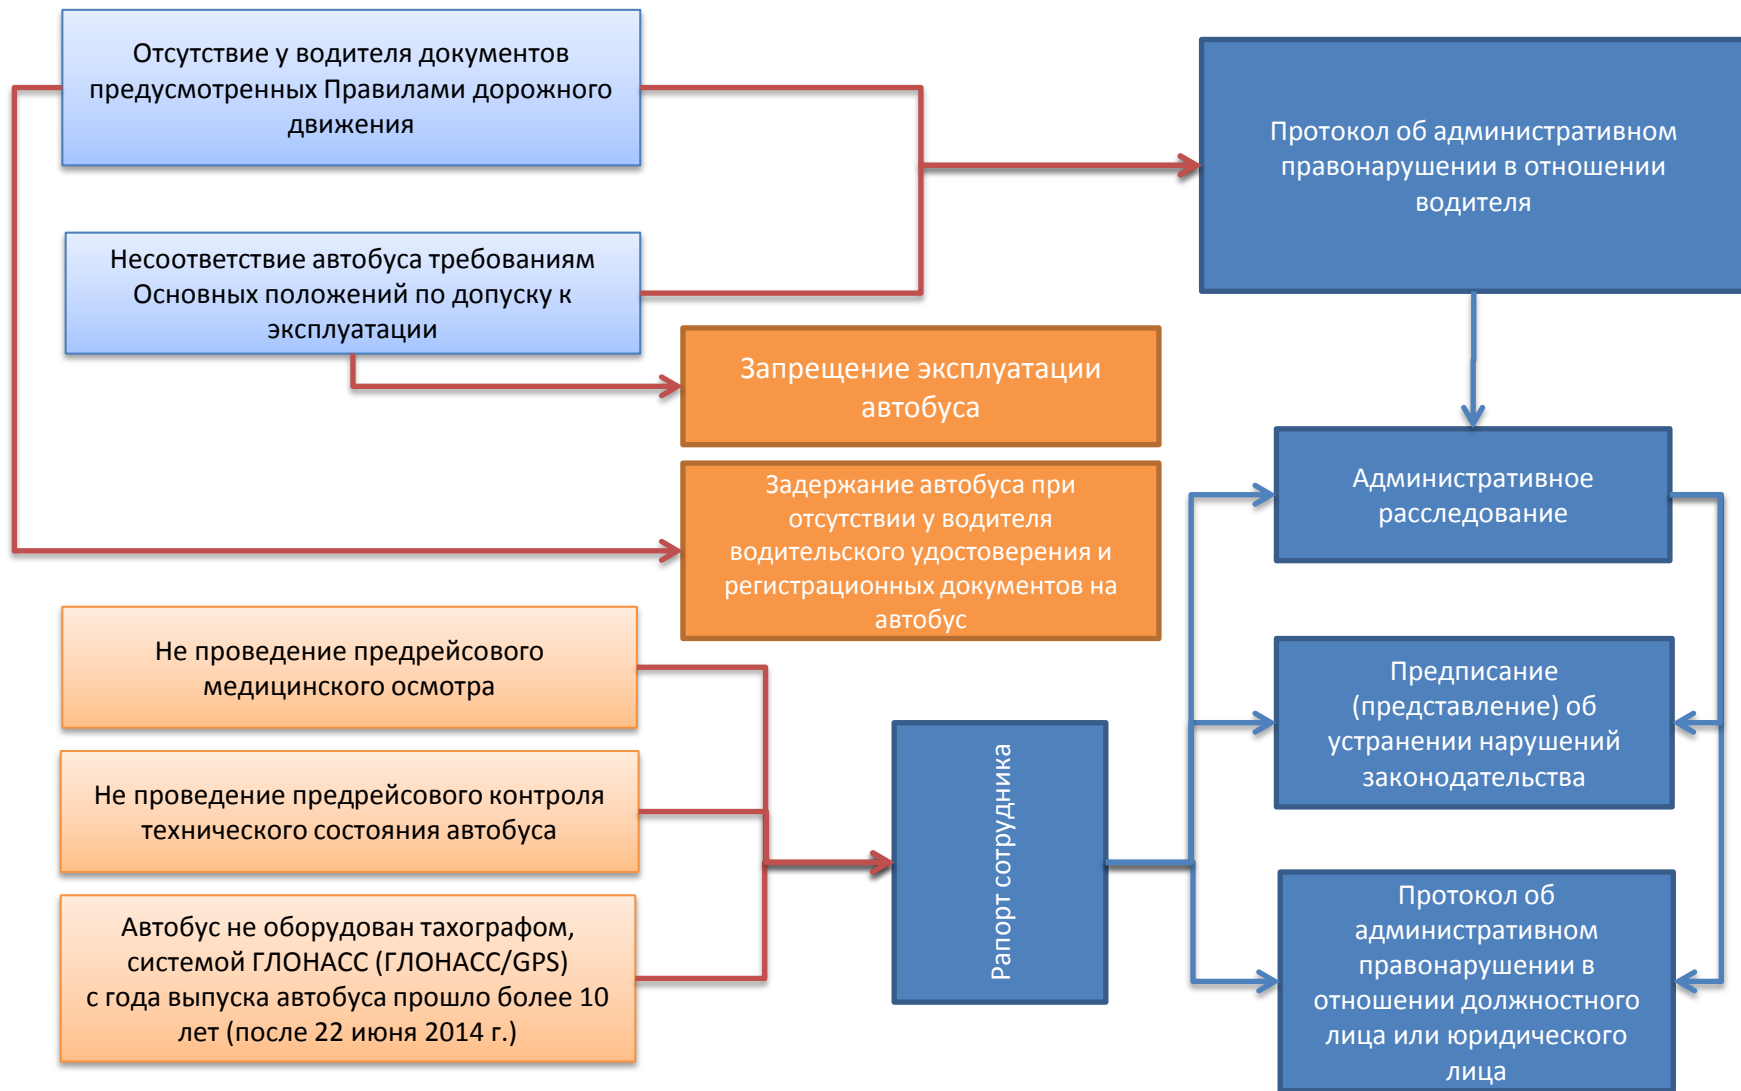 Отсутствие у водителя документов
предусмотренных Правилами дорожного
движения
Протокол об административном
правонарушении в отношении
водителя
Несоответствие автобуса требованиям
Основных положений по допуску к
эксплуатации
Запрещение эксплуатации
автобуса
Задержание автобуса при
отсутствии у водителя
водительского удостоверения и
регистрационных документов на
автобус
Административное
расследование
Не проведение предрейсового
медицинского осмотра
Предписание
(представление) об
устранении нарушений
законодательства
Не проведение предрейсового контроля
технического состояния автобуса
Рапорт сотрудника
Автобус не оборудован тахографом,
системой ГЛОНАСС (ГЛОНАСС/GPS)
с года выпуска автобуса прошло более 10
лет (после 22 июня 2014 г.)
Протокол об
административном
правонарушении в
отношении должностного
лица или юридического
лица